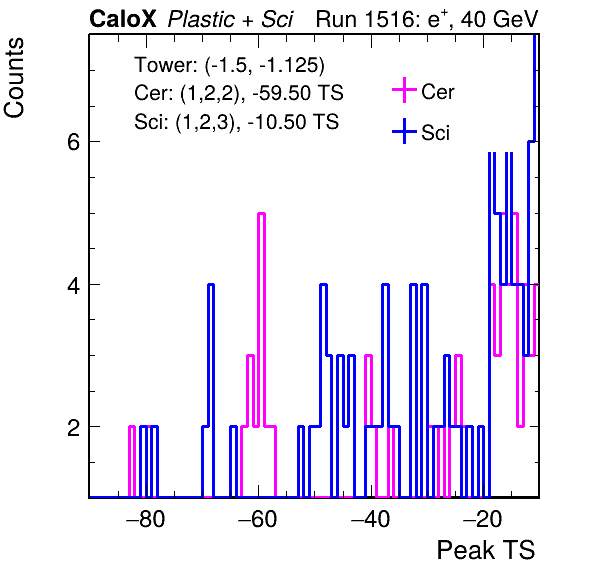 CaloX Plastic + Sci Run 1516: e+, 40 GeV
Counts
Tower: (-1.5, -1.125)
Cer: (1,2,2), -59.50 TS
Sci: (1,2,3), -10.50 TS
Cer
Sci
6
4
2
−80 −60 −40 −20
Peak TS